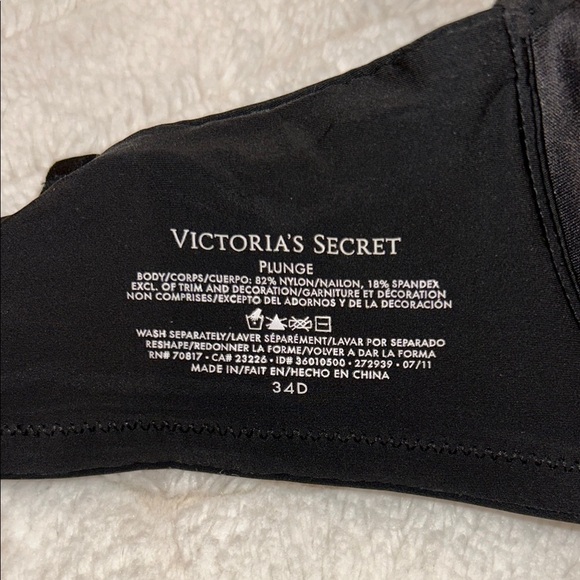 VICTORIA'S SECRET
PLUNGE
BODY/CORPS/CUERPO: 82% NYLON/NAILON, 18% SPANDEX
EXCL. OF TRIM AND DECORATION/GARNITURE ET DÉCORATION
NON COMPRISES/EXCEPTO DEL ADORNOS Y DE LA DECORACIÓN
WASH SEPARATELY/LAVER SÉPARÉMENT/LAVAR POR SEPARADO
RESHAPE/REDONNER LA FORME/VOLVER A DAR LA FORMA
RN# 70817 • CA# 23226 • ID# 36010500 • 272939 • 07/11
MADE IN/FAIT EN/HECHO EN CHINA
34D